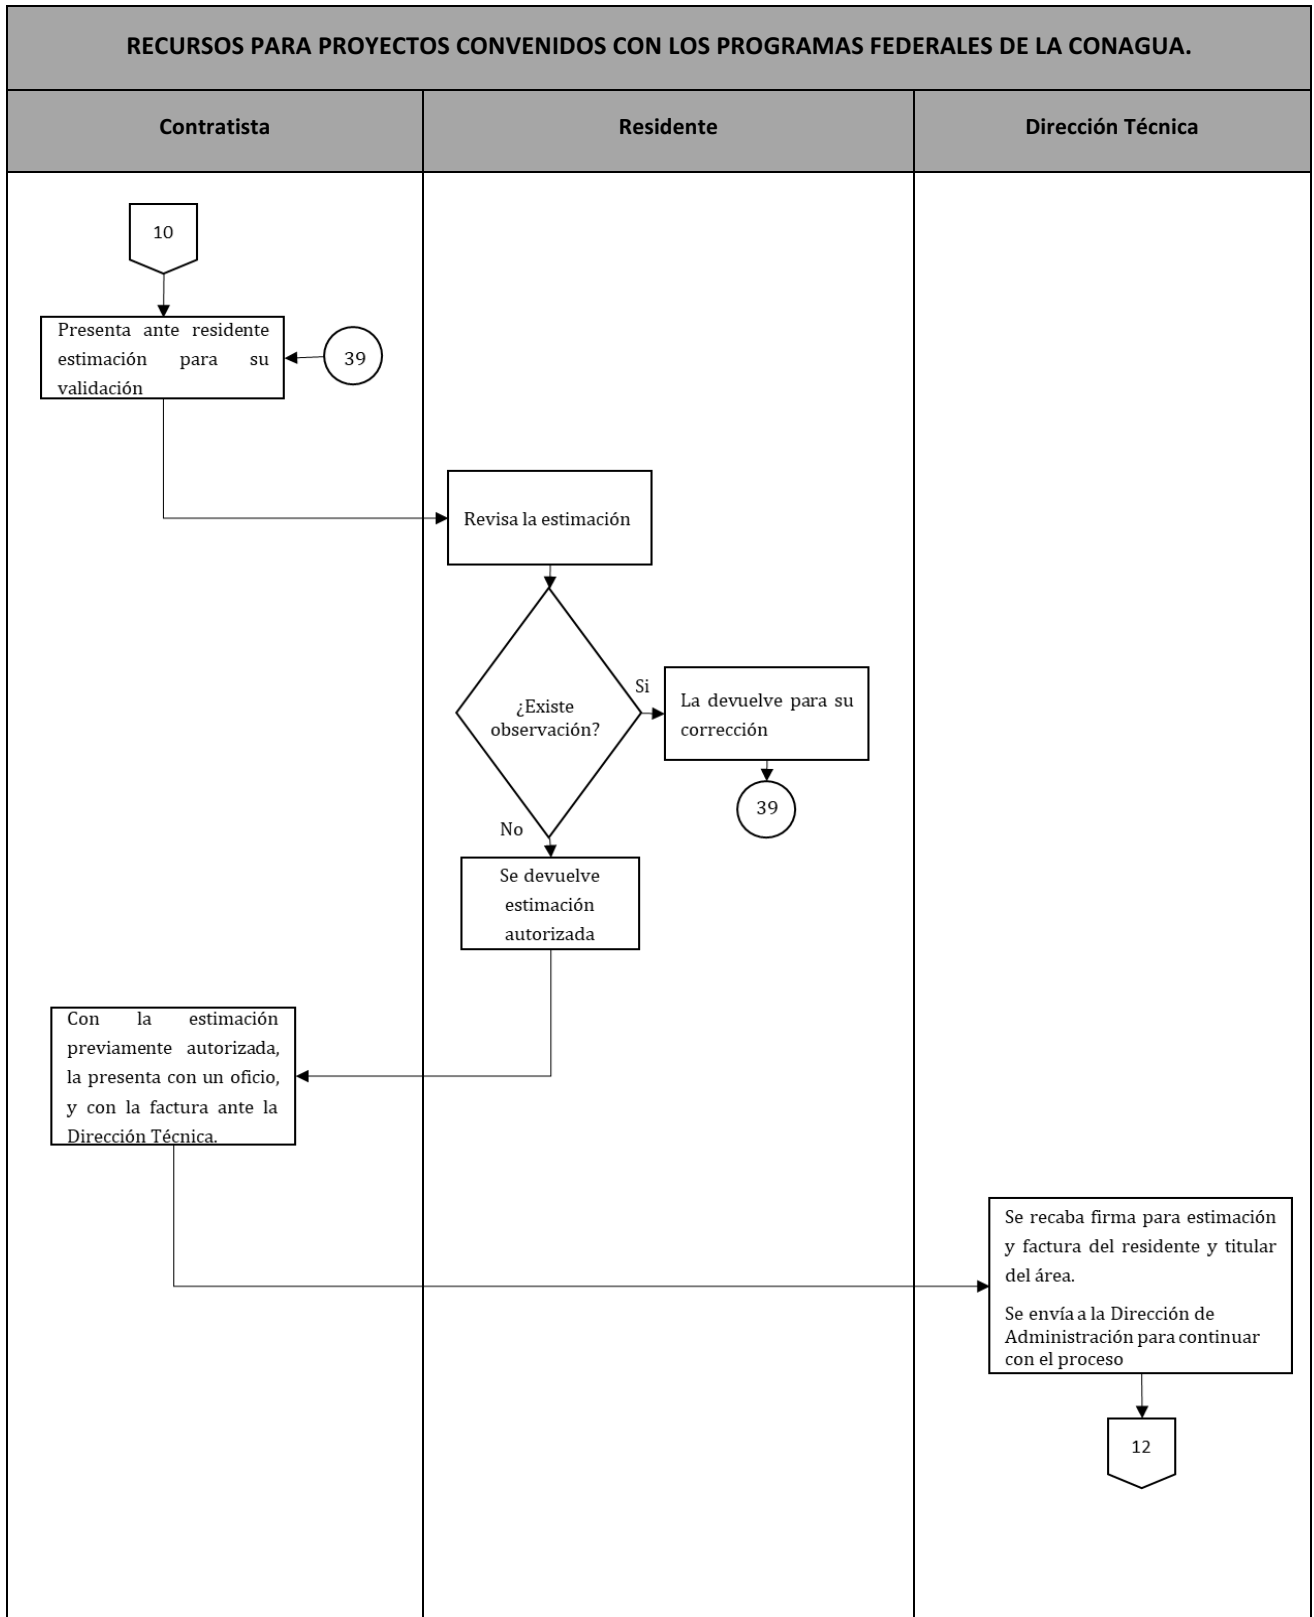 RECURSOS PARA PROYECTOS CONVENIDOS CON LOS PROGRAMAS FEDERALES DE LA CONAGUA.
Contratista
Residente
Dirección Técnica
10
Presenta ante residente
estimación para su
validación
39
Revisa la estimación
¿Existe
observación?
Si
La devuelve para su
corrección
39
No
Se devuelve
estimación
autorizada
Con la estimación
previamente autorizada,
la presenta con un oficio,
y con la factura ante la
Dirección Técnica.
Se recaba firma para estimación
y factura del residente y titular
del área.
Se envía a la Dirección de
Administración para continuar
con el proceso
12